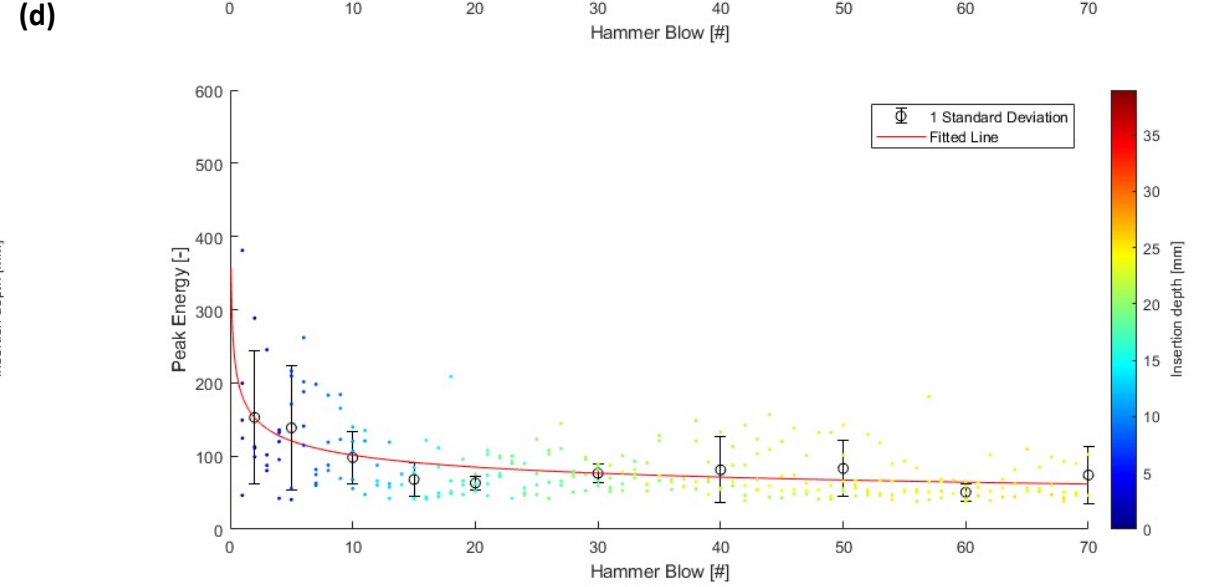 (d)
0 10 20 30 40 50 60 70
Hammer Blow [#]
600
500
400
300
200
100
0
Peak Energy [-]
0 10 20 30 40 50 60 70
Hammer Blow [#]
1 Standard Deviation
Fitted Line
35
30
25
20
15
10
5
0
Insertion depth [mm]